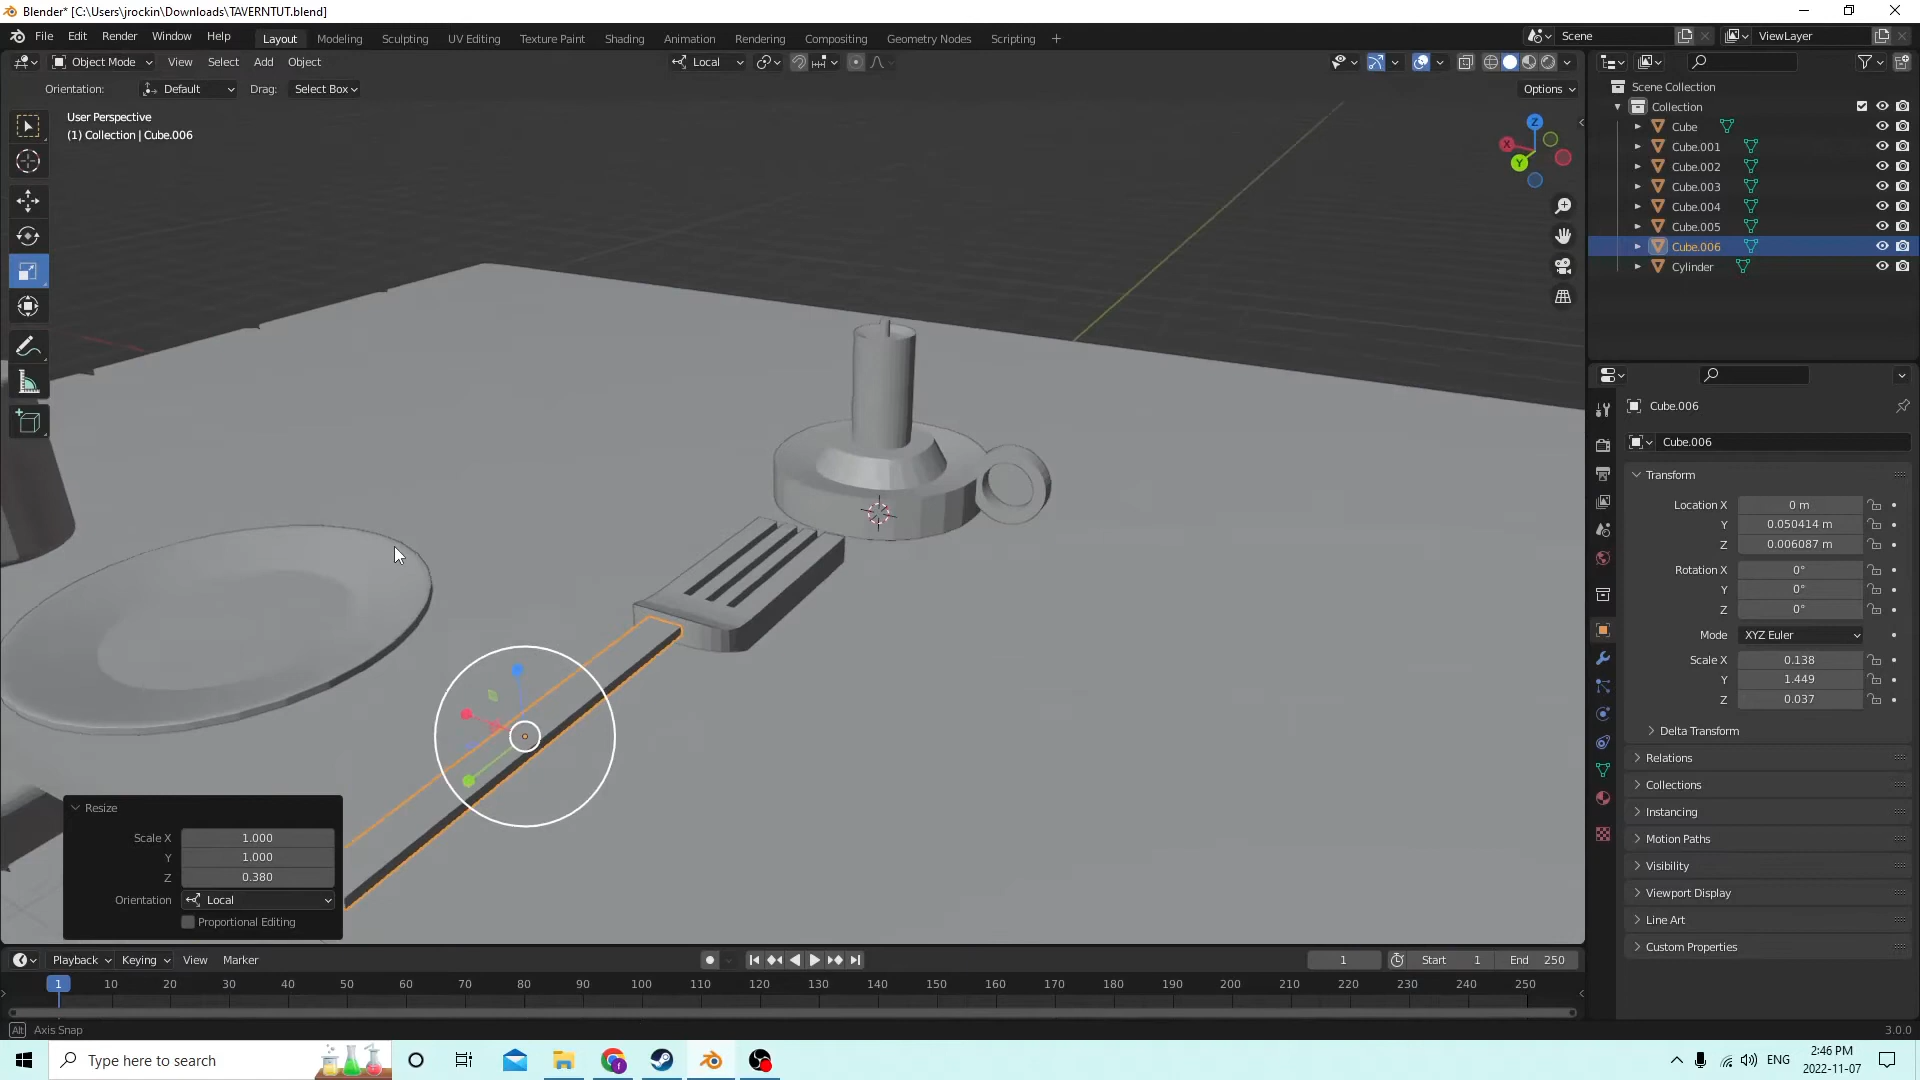 Blender* [C:\Users\jrockin\Downloads\TAVERNTUT.blend]
File Edit Render Window Help Layout Modeling Sculpting UV Editing Texture Paint Shading Animation Rendering Compositing Geometry Nodes Scripting + Scene ViewLayer
Object Mode View Select Add Object Local
Orientation: Default Drag: Select Box Options
User Perspective
(1) Collection | Cube.006
Z
X
Y
Scene Collection
Collection
Cube
Cube.001
Cube.002
Cube.003
Cube.004
Cube.005
Cube.006
Cylinder
Cube.006
Cube.006
Transform
Location X 0 m
Y 0.050414 m
Z 0.006087 m
Rotation X 0°
Y 0°
Z 0°
Mode XYZ Euler
Scale X 0.138
Y 1.449
Z 0.037
Delta Transform
Relations
Collections
Instancing
Motion Paths
Visibility
Viewport Display
Line Art
Custom Properties
Resize
Scale X 1.000
Y 1.000
Z 0.380
Orientation Local
Proportional Editing
Playback Keying View Marker 1 Start 1 End 250
1 10 20 30 40 50 60 70 80 90 100 110 120 130 140 150 160 170 180 190 200 210 220 230 240 250
Alt Axis Snap 3.0.0
Type here to search
ENG
2:46 PM
2022-11-07